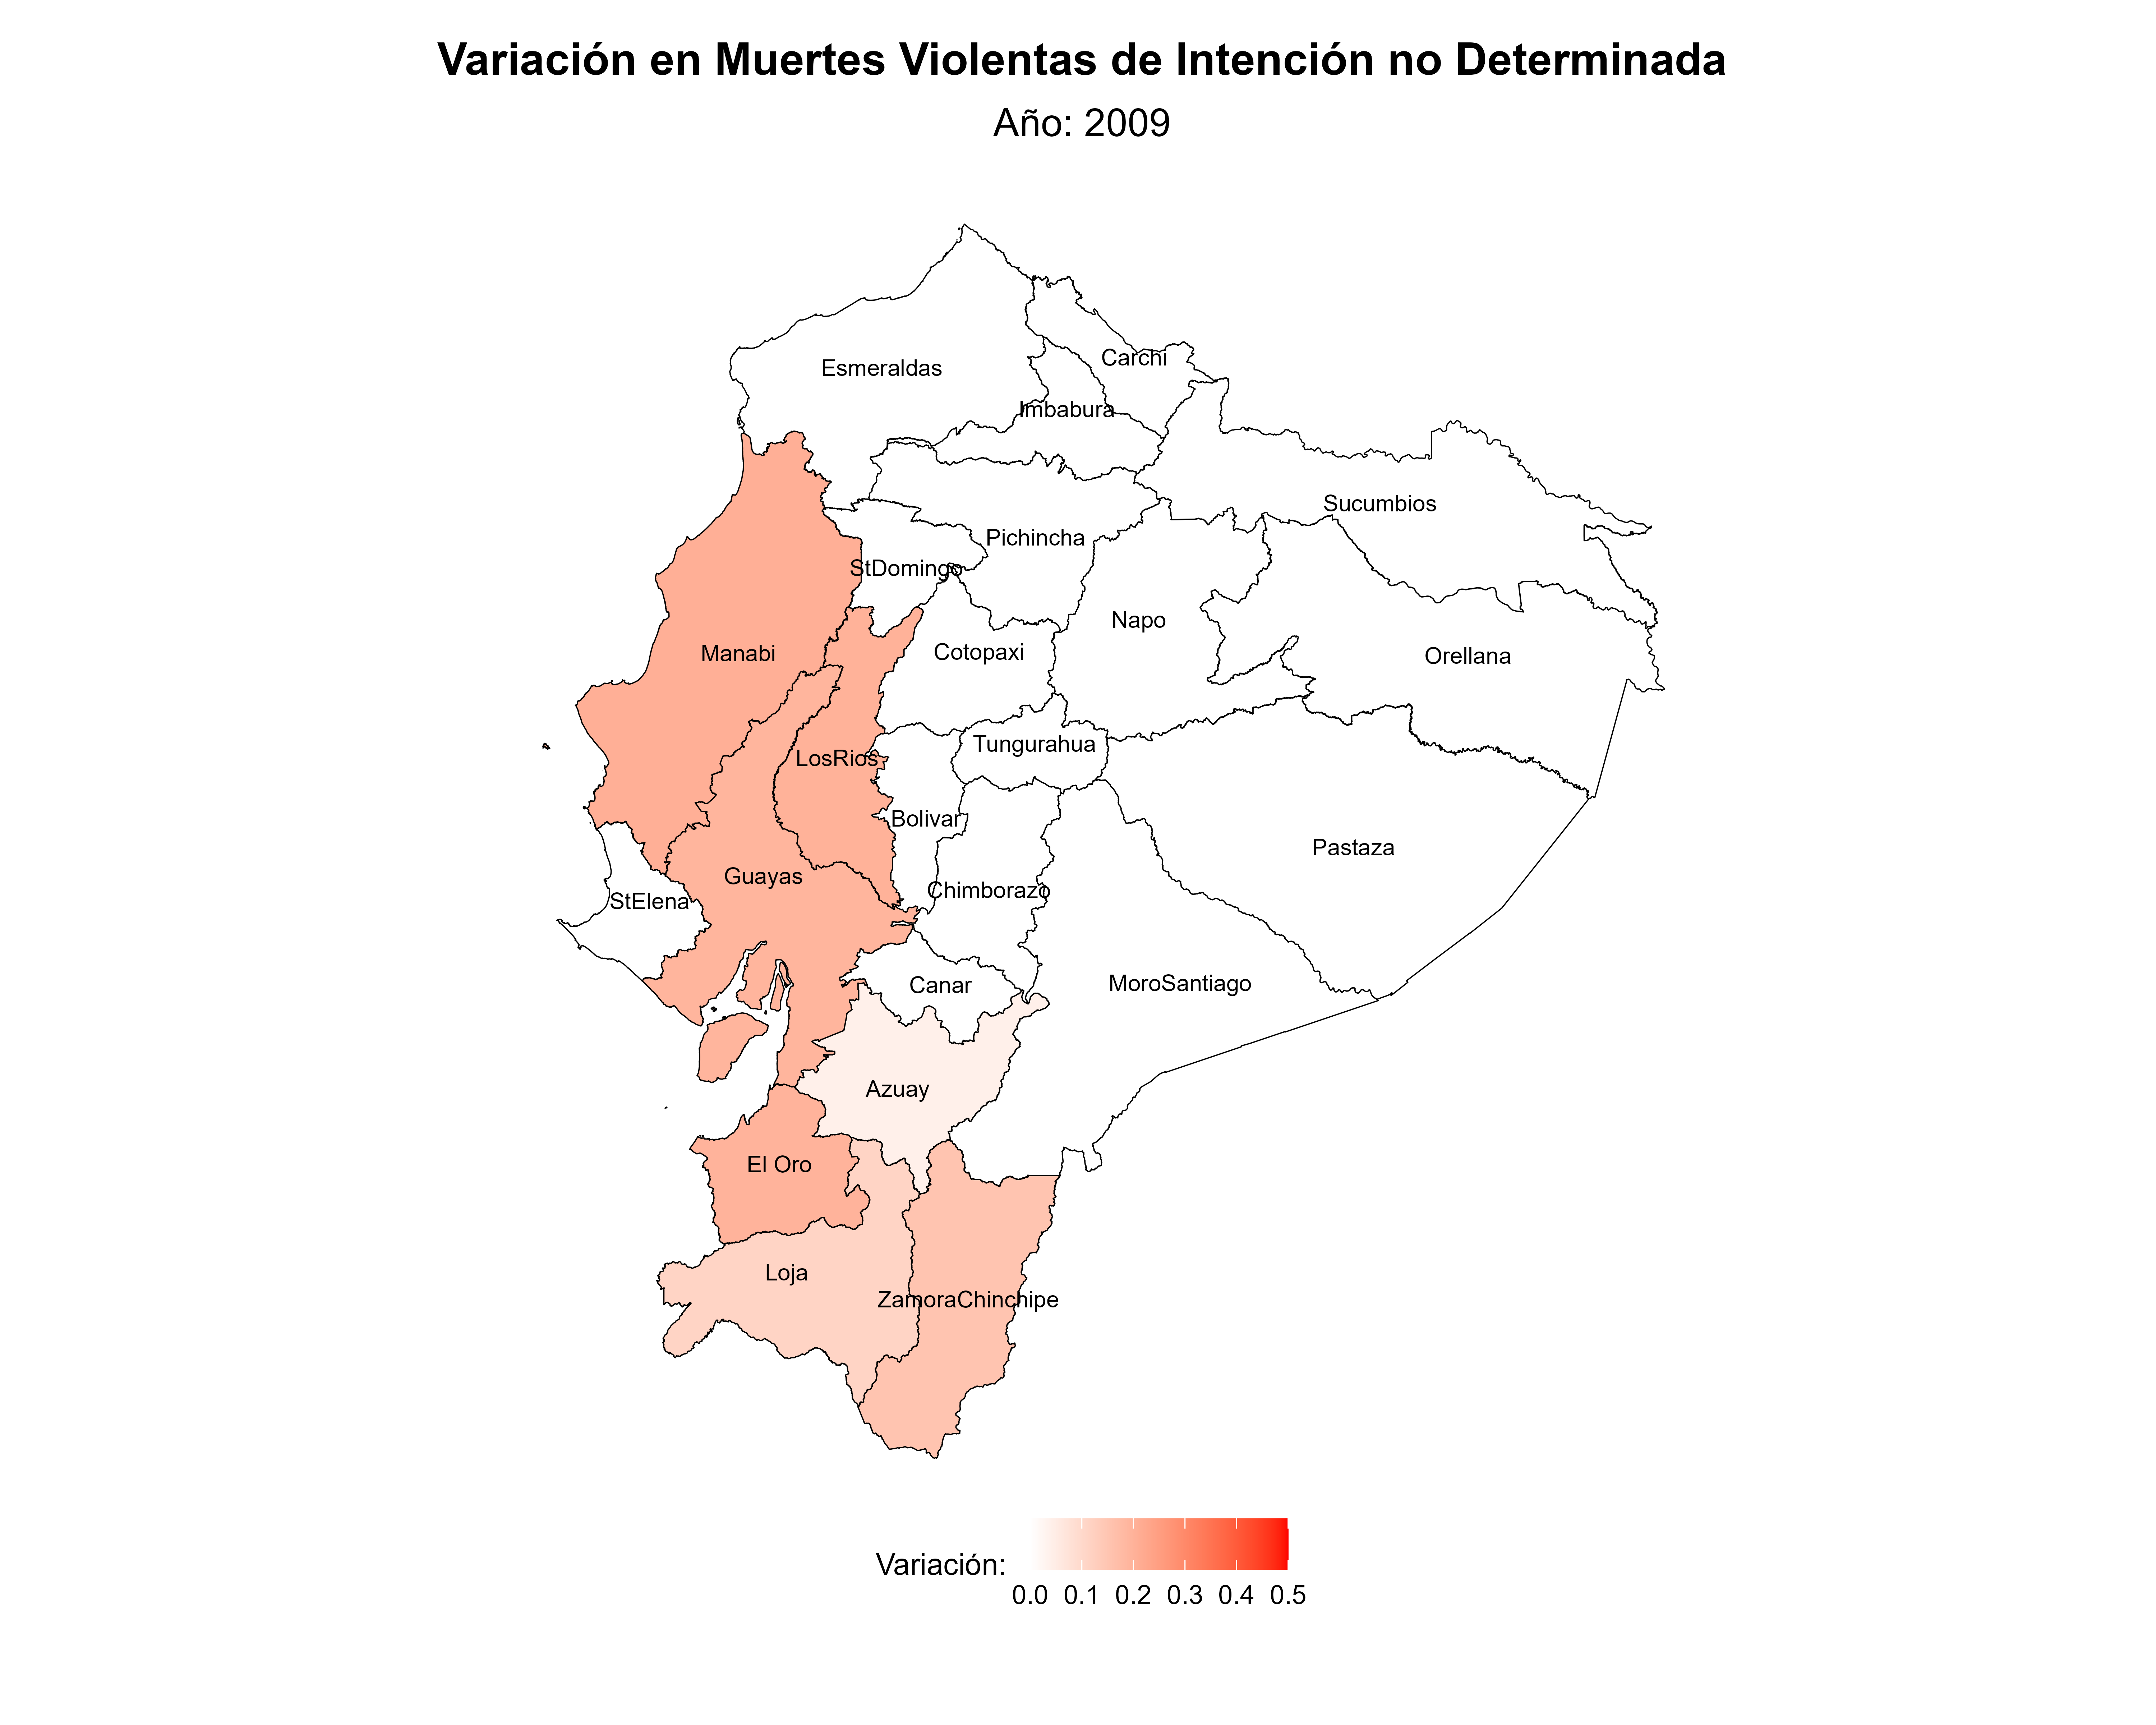 Variación en Muertes Violentas de Intención no Determinada
Año: 2009
Carchi
Esmeraldas
Imbabura
Sucumbios
Pichincha
StDomingo
Napo
Manabi
Cotopaxi
Orellana
Tungurahua
LosRios
Bolivar
Pastaza
Guayas
Chimborazo
StElena
MoroSantiago
Canar
Azuay
El Oro
Loja
ZamoraChinchipe
Variación:
0.0 0.1 0.2 0.3 0.4 0.5